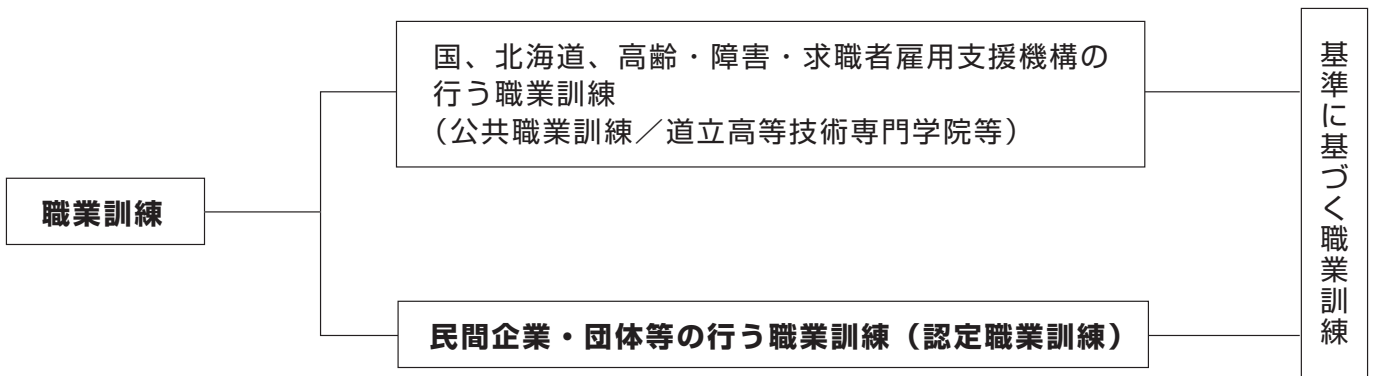 職業訓練
国、北海道、高齢・障害・求職者雇用支援機構の
行う職業訓練
（公共職業訓練／道立高等技術専門学院等）
民間企業・団体等の行う職業訓練（認定職業訓練）
基準に基づく職業訓練